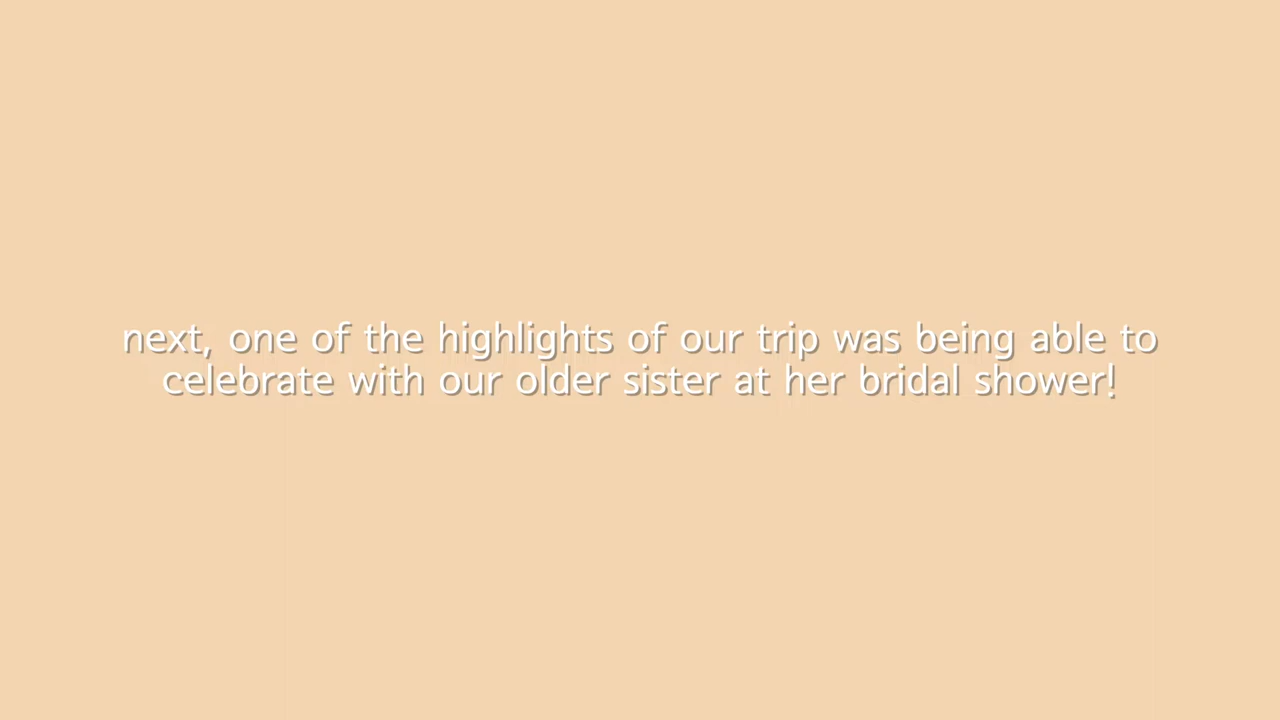 next, one of the highlights of our trip was being able to
celebrate with our older sister at her bridal shower!